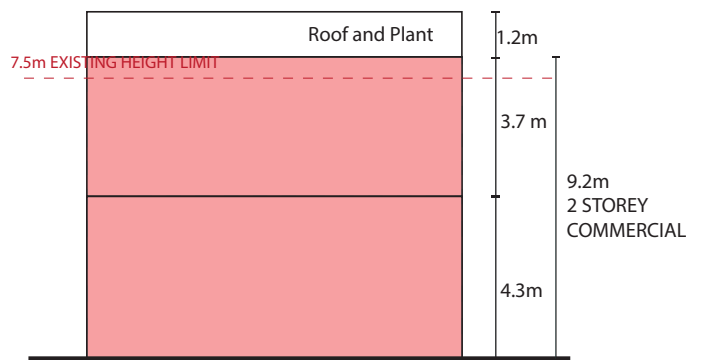 Roof and Plant
1.2m
7.5m EXISTING HEIGHT LIMIT
3.7 m
9.2m
2 STOREY
COMMERCIAL
4.3m